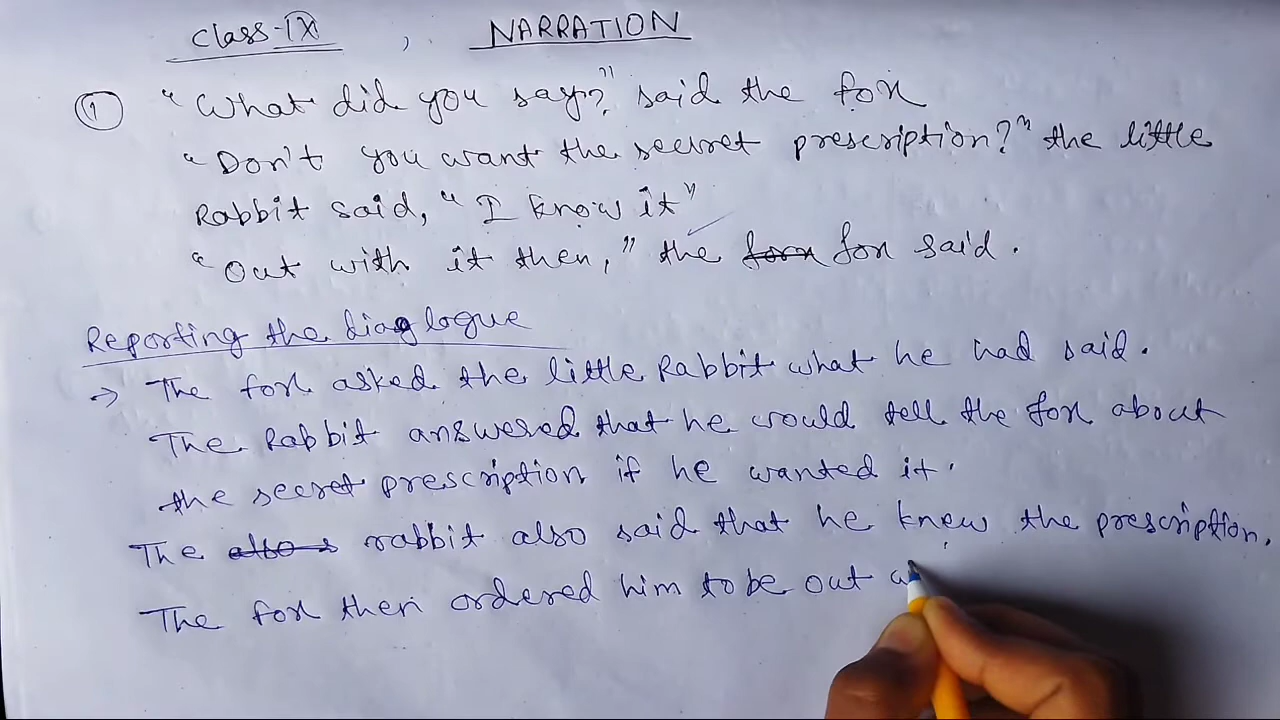 Class-IX , NARRATION
① "What did you say?" said the fox
"Don't you want the secret prescription?" the little
Rabbit said, "I know it"
"Out with it then," the fox said.
Reporting the dialogue
→ The fox asked the little Rabbit what he had said.
The Rabbit answered that he would tell the fox about
the secret prescription if he wanted it.
The rabbit also said that he knew the prescription.
The fox then ordered him to be out